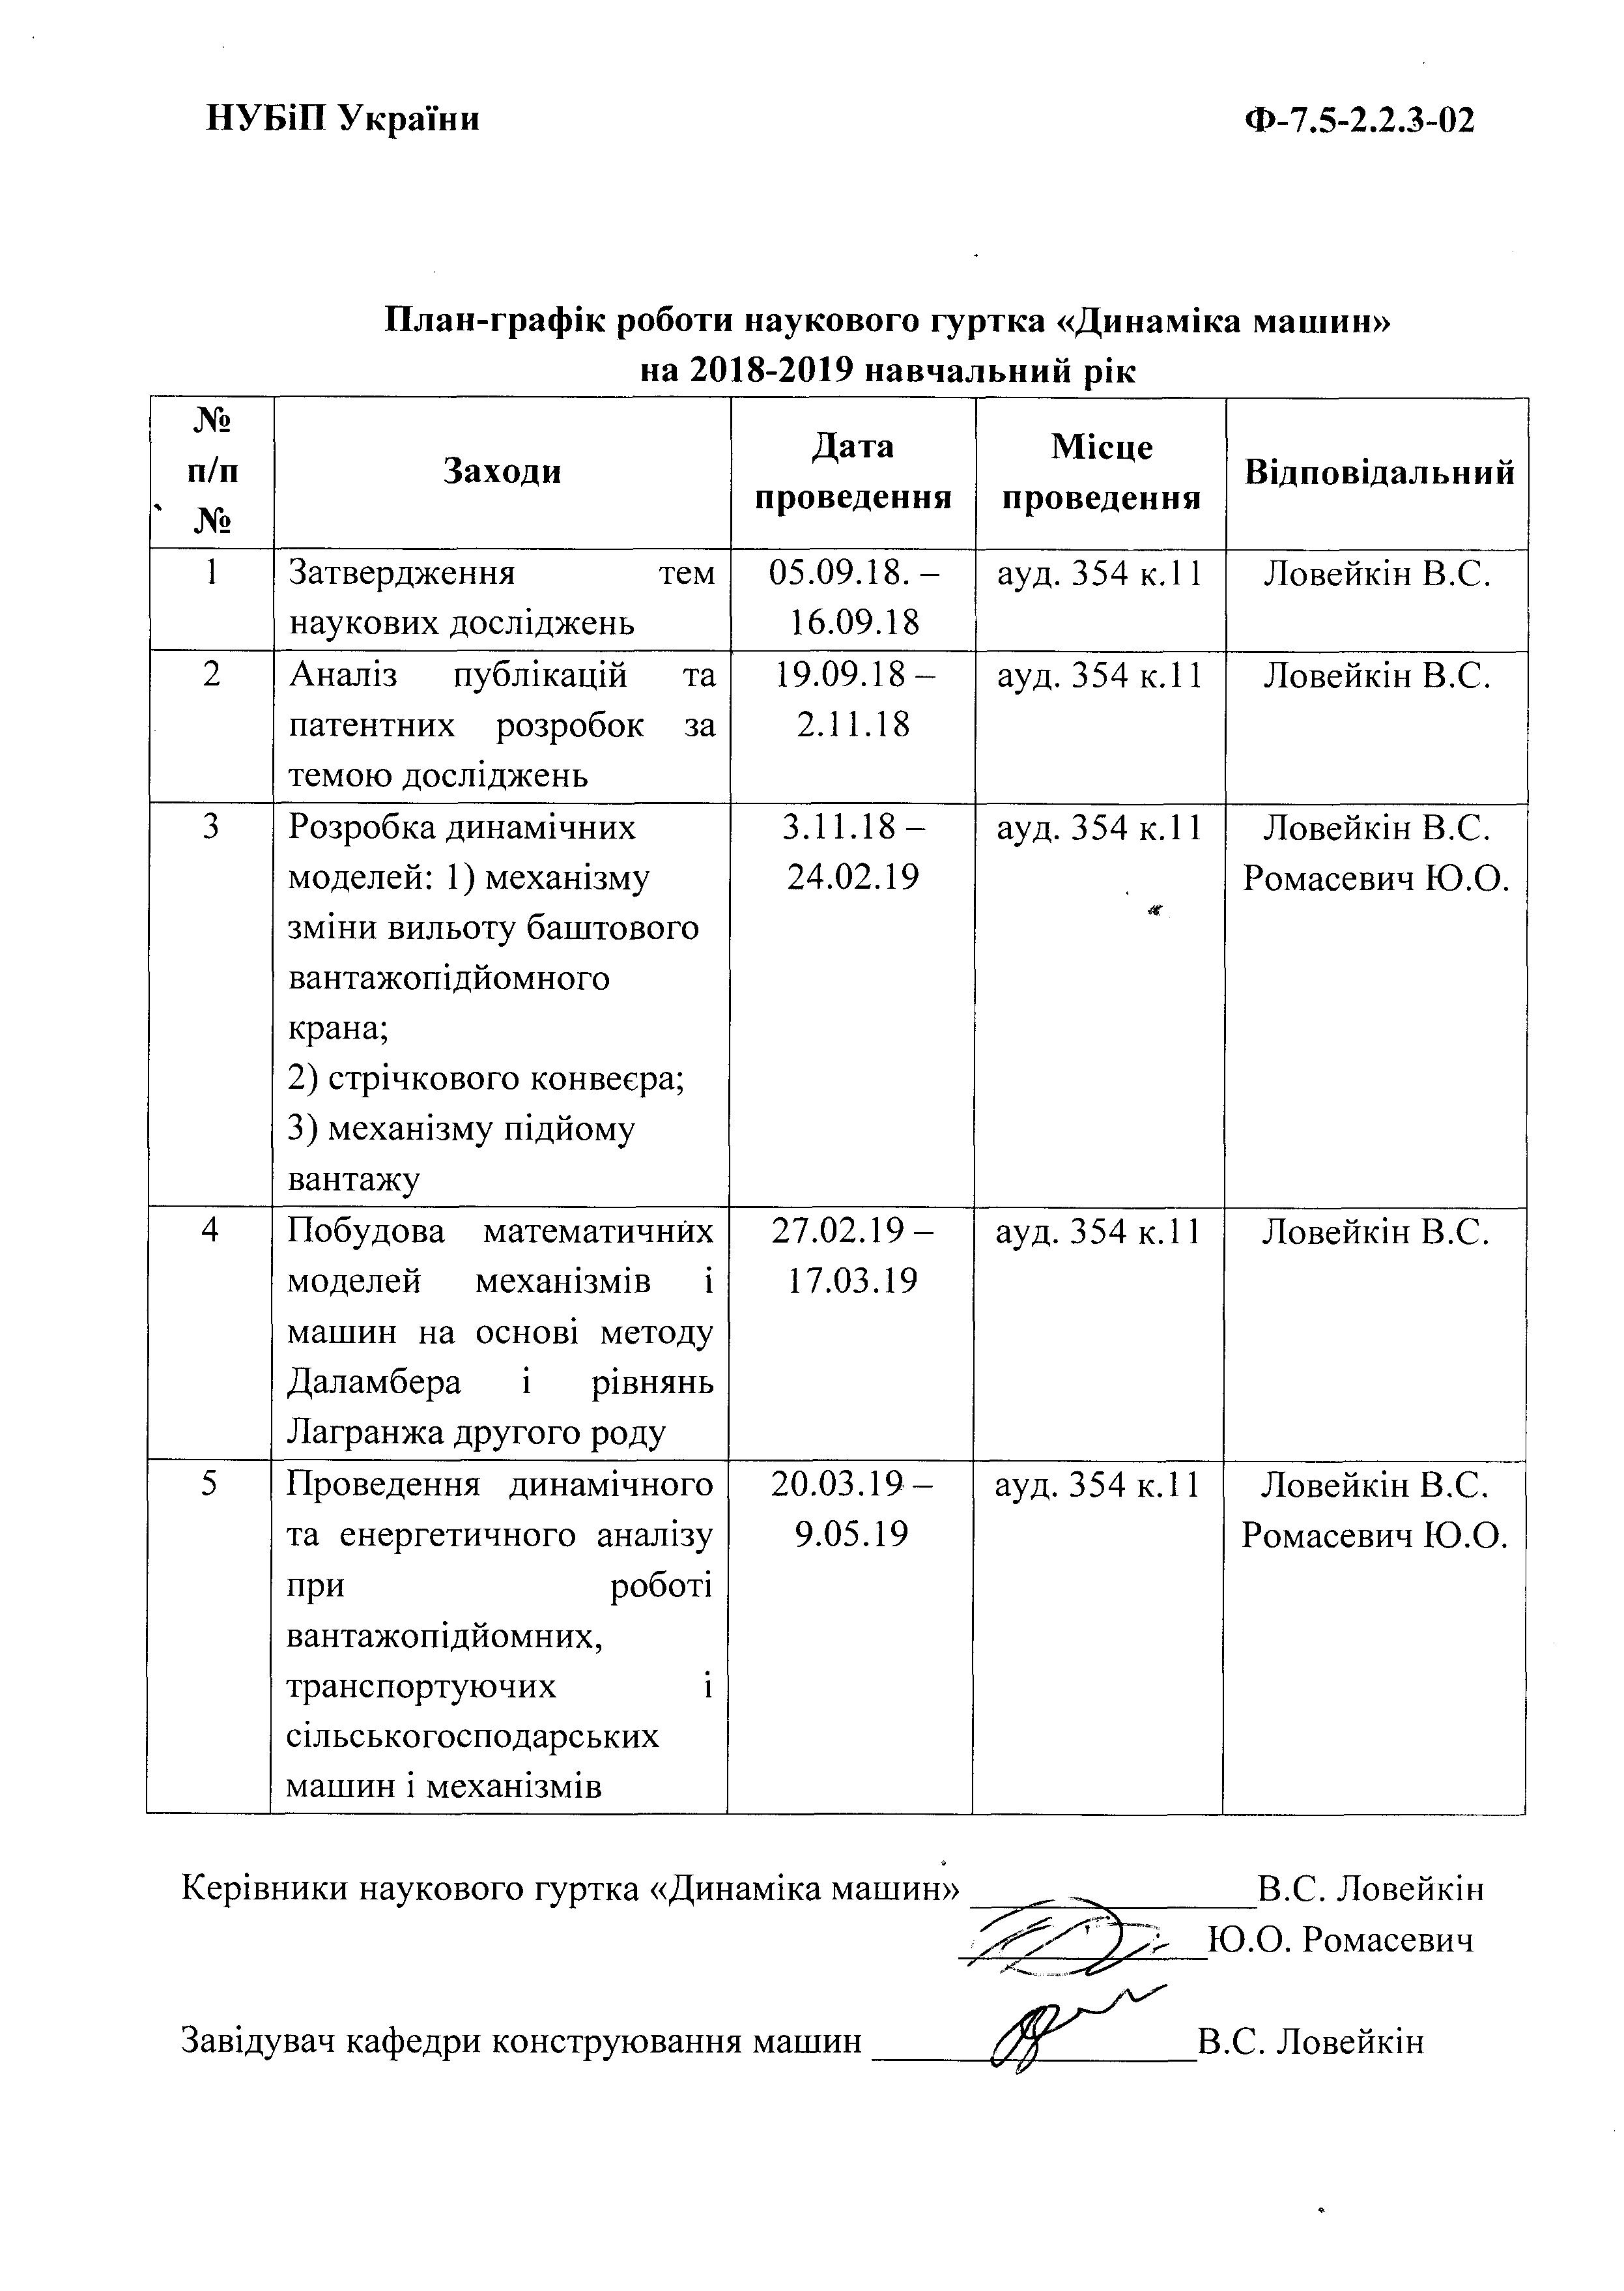 НУБіП України Ф-7.5-2.2.3-02
План-графік роботи наукового гуртка «Динаміка машин»
на 2018-2019 навчальний рік
№
п/п
№
Заходи
Дата
проведення
Місце
проведення
Відповідальний
1
Затвердження тем
наукових досліджень
05.09.18. –
16.09.18
ауд. 354 к.11
Ловейкін В.С.
2
Аналіз публікацій та
патентних розробок за
темою досліджень
19.09.18 –
2.11.18
ауд. 354 к.11
Ловейкін В.С.
3
Розробка динамічних
моделей: 1) механізму
зміни вильоту баштового
вантажопідйомного
крана;
2) стрічкового конвеєра;
3) механізму підйому
вантажу
3.11.18 –
24.02.19
ауд. 354 к.11
Ловейкін В.С.
Ромасевич Ю.О.
4
Побудова математичних
моделей механізмів і
машин на основі методу
Даламбера і рівнянь
Лагранжа другого роду
27.02.19 –
17.03.19
ауд. 354 к.11
Ловейкін В.С.
5
Проведення динамічного
та енергетичного аналізу
при роботі
вантажопідйомних,
транспортуючих і
сільськогосподарських
машин і механізмів
20.03.19 –
9.05.19
ауд. 354 к.11
Ловейкін В.С.
Ромасевич Ю.О.
Керівники наукового гуртка «Динаміка машин» _______________В.С. Ловейкін
_____________Ю.О. Ромасевич
Завідувач кафедри конструювання машин _________________В.С. Ловейкін